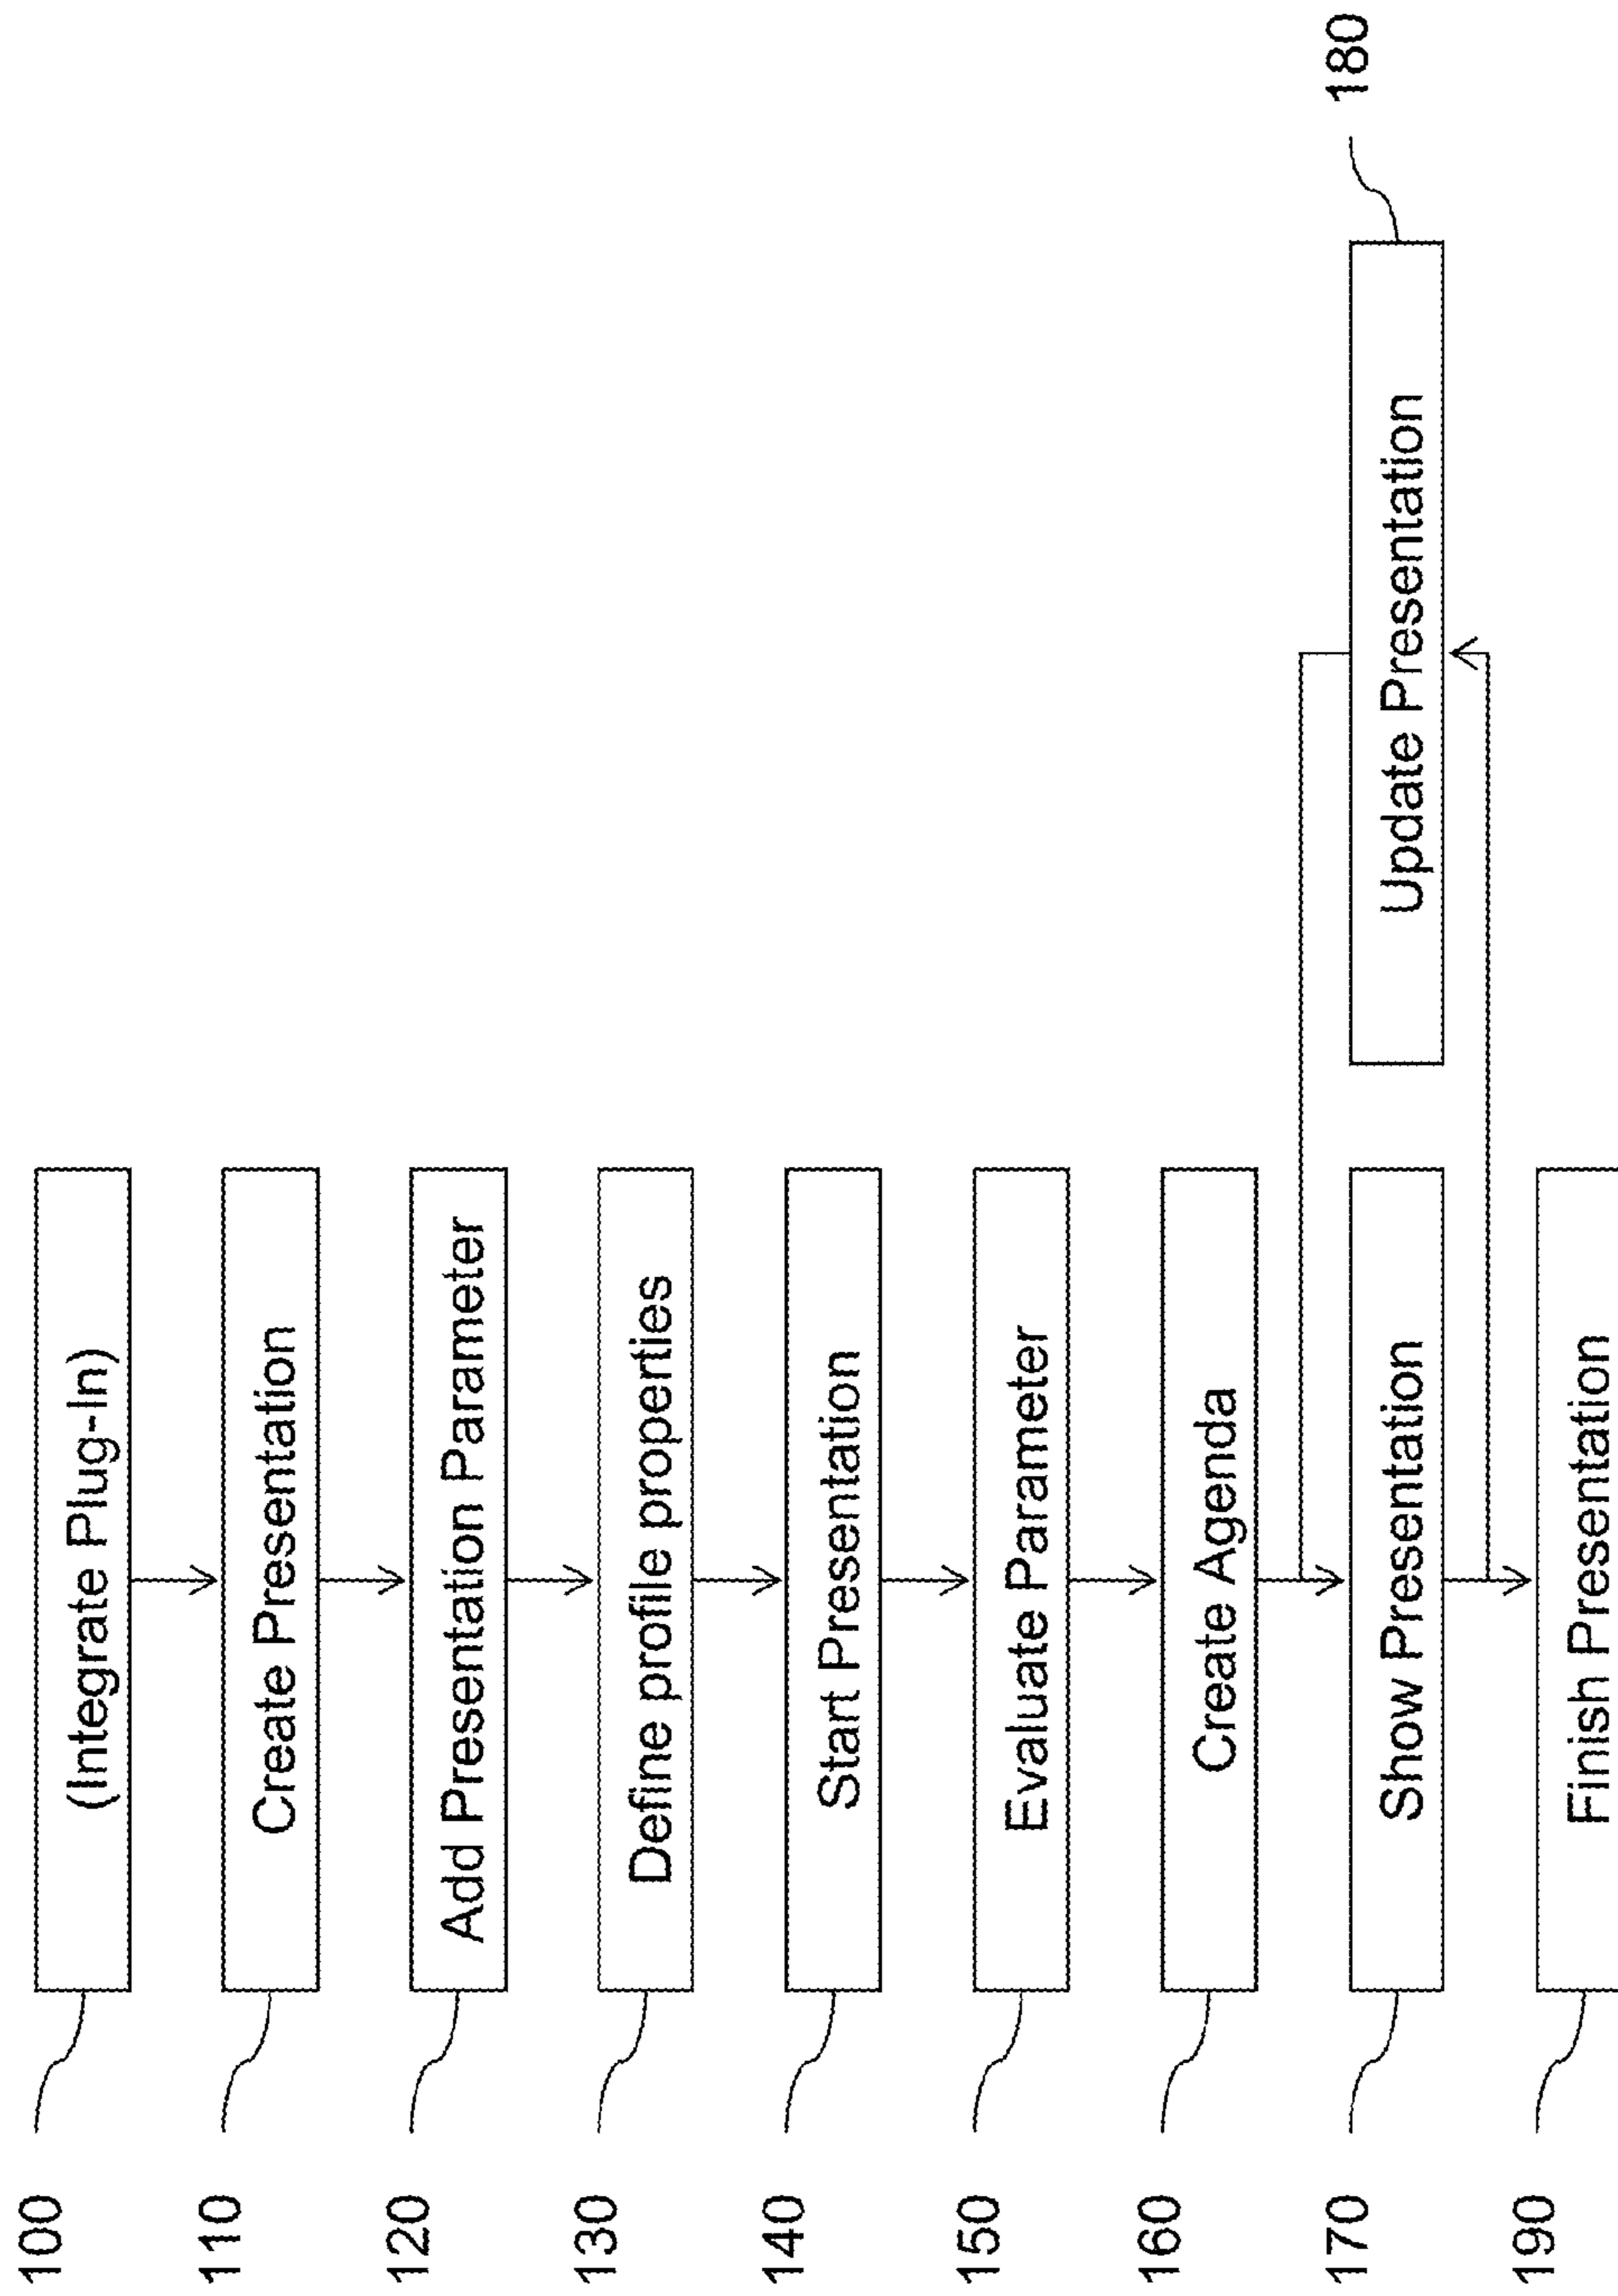 100
(Integrate Plug-In)
110
Create Presentation
120
Add Presentation Parameter
130
Define profile properties
140
Start Presentation
150
Evaluate Parameter
160
Create Agenda
170
Show Presentation
Update Presentation
180
190
Finish Presentation